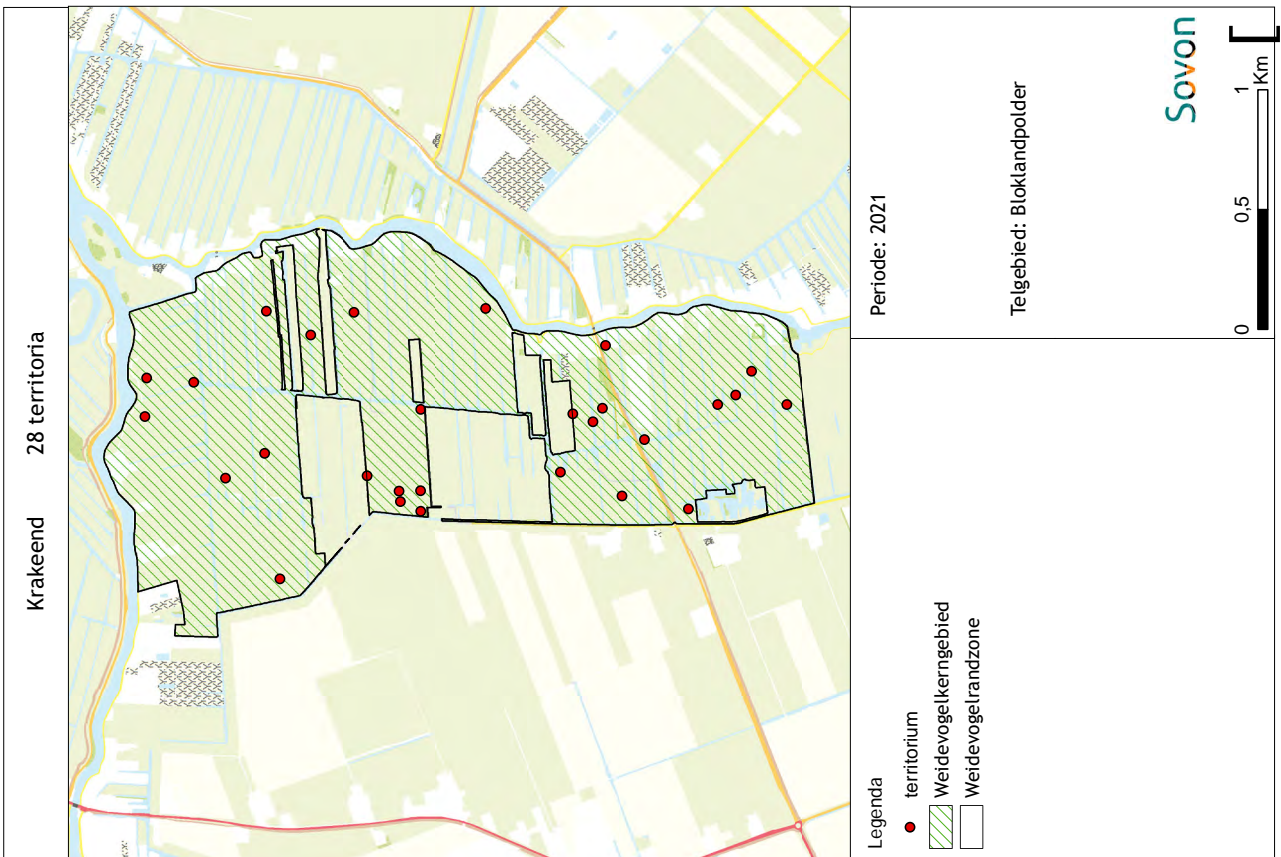 Krakeend 28 territoria
Legenda
territorium
Weidevogelkerngebied
Weidevogelrandzone
Periode: 2021
Telgebied: Bloklandpolder
Sovon
0 0,5 1 Km